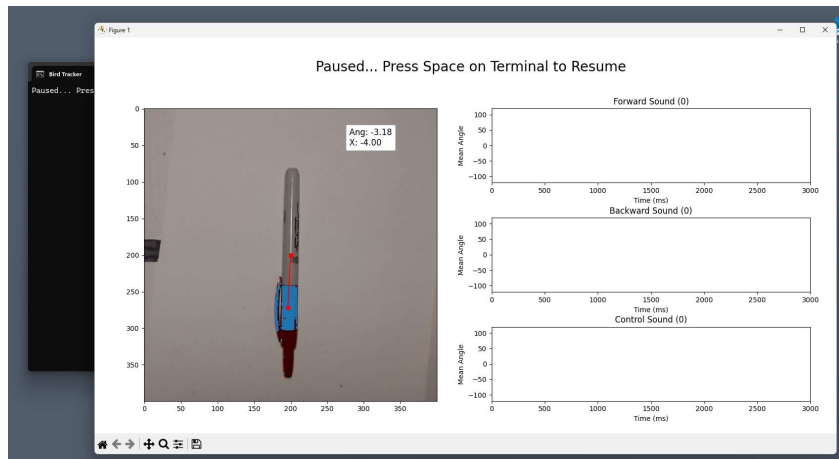 Figure 1
Bird Tracker
Paused... Pres
Paused... Press Space on Terminal to Resume
Ang: -3.18
X: -4.00
0
50
100
150
200
250
300
350
0 50 100 150 200 250 300 350
Forward Sound (0)
Mean Angle
100
50
0
−50
−100
0 500 1000 1500 2000 2500 3000
Time (ms)
Backward Sound (0)
Mean Angle
100
50
0
−50
−100
0 500 1000 1500 2000 2500 3000
Time (ms)
Control Sound (0)
Mean Angle
100
50
0
−50
−100
0 500 1000 1500 2000 2500 3000
Time (ms)